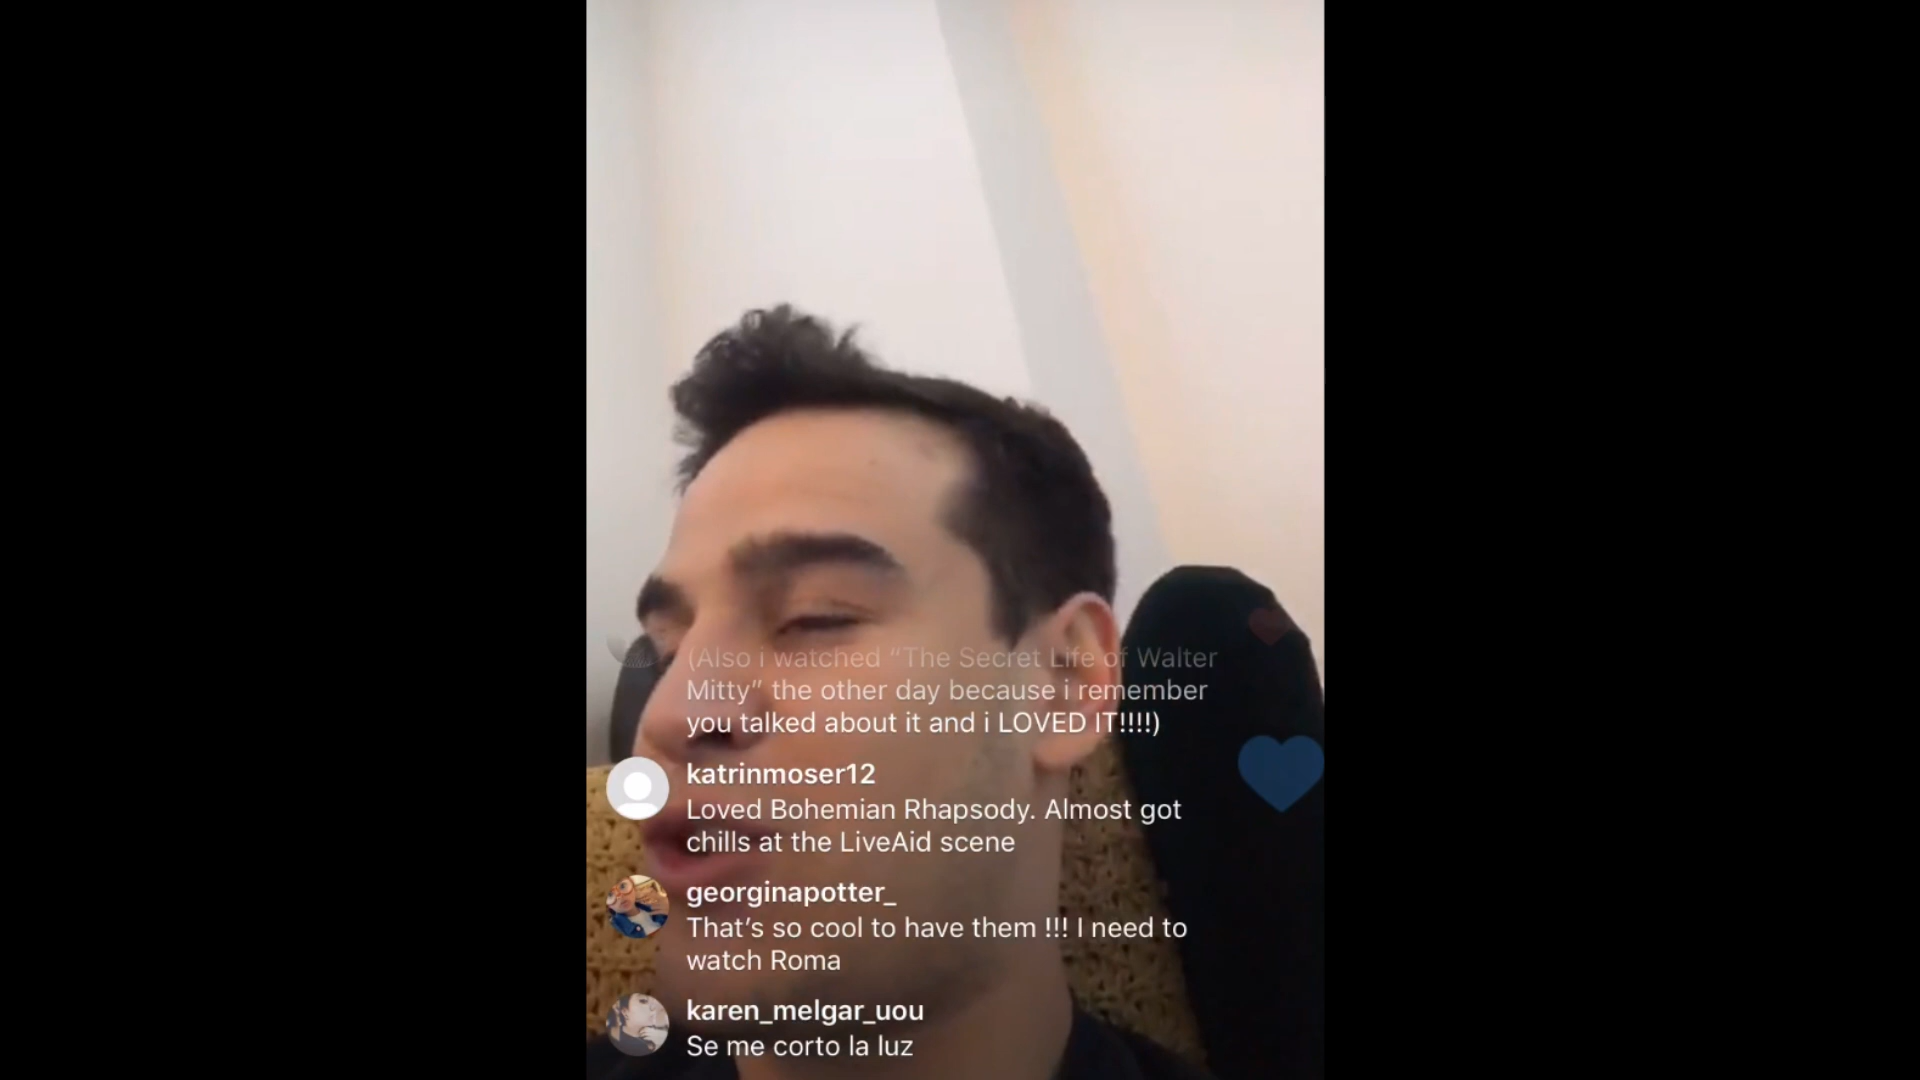 (Also i watched “The Secret Life of Walter
Mitty” the other day because i remember
you talked about it and i LOVED IT!!!!)
katrinmoser12
Loved Bohemian Rhapsody. Almost got
chills at the LiveAid scene
georginapotter_
That’s so cool to have them !!! I need to
watch Roma
karen_melgar_uou
Se me corto la luz